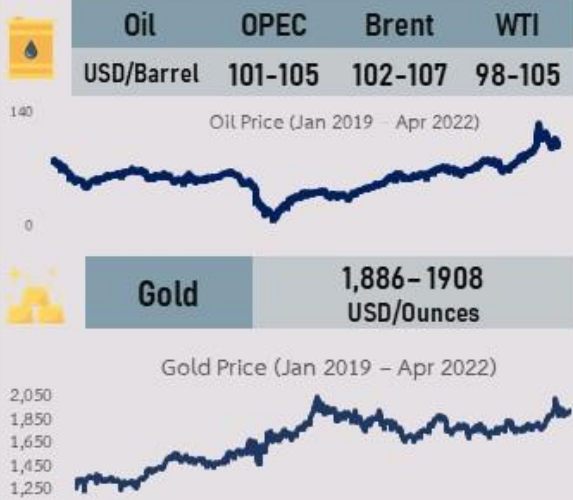 Oil OPEC Brent WTI
USD/Barrel 101-105 102-107 98-105
140
Oil Price (Jan 2019 - Apr 2022)
0
Gold
1,886-1908
USD/Ounces
Gold Price (Jan 2019 – Apr 2022)
2,050
1,850
1,650
1,450
1,250